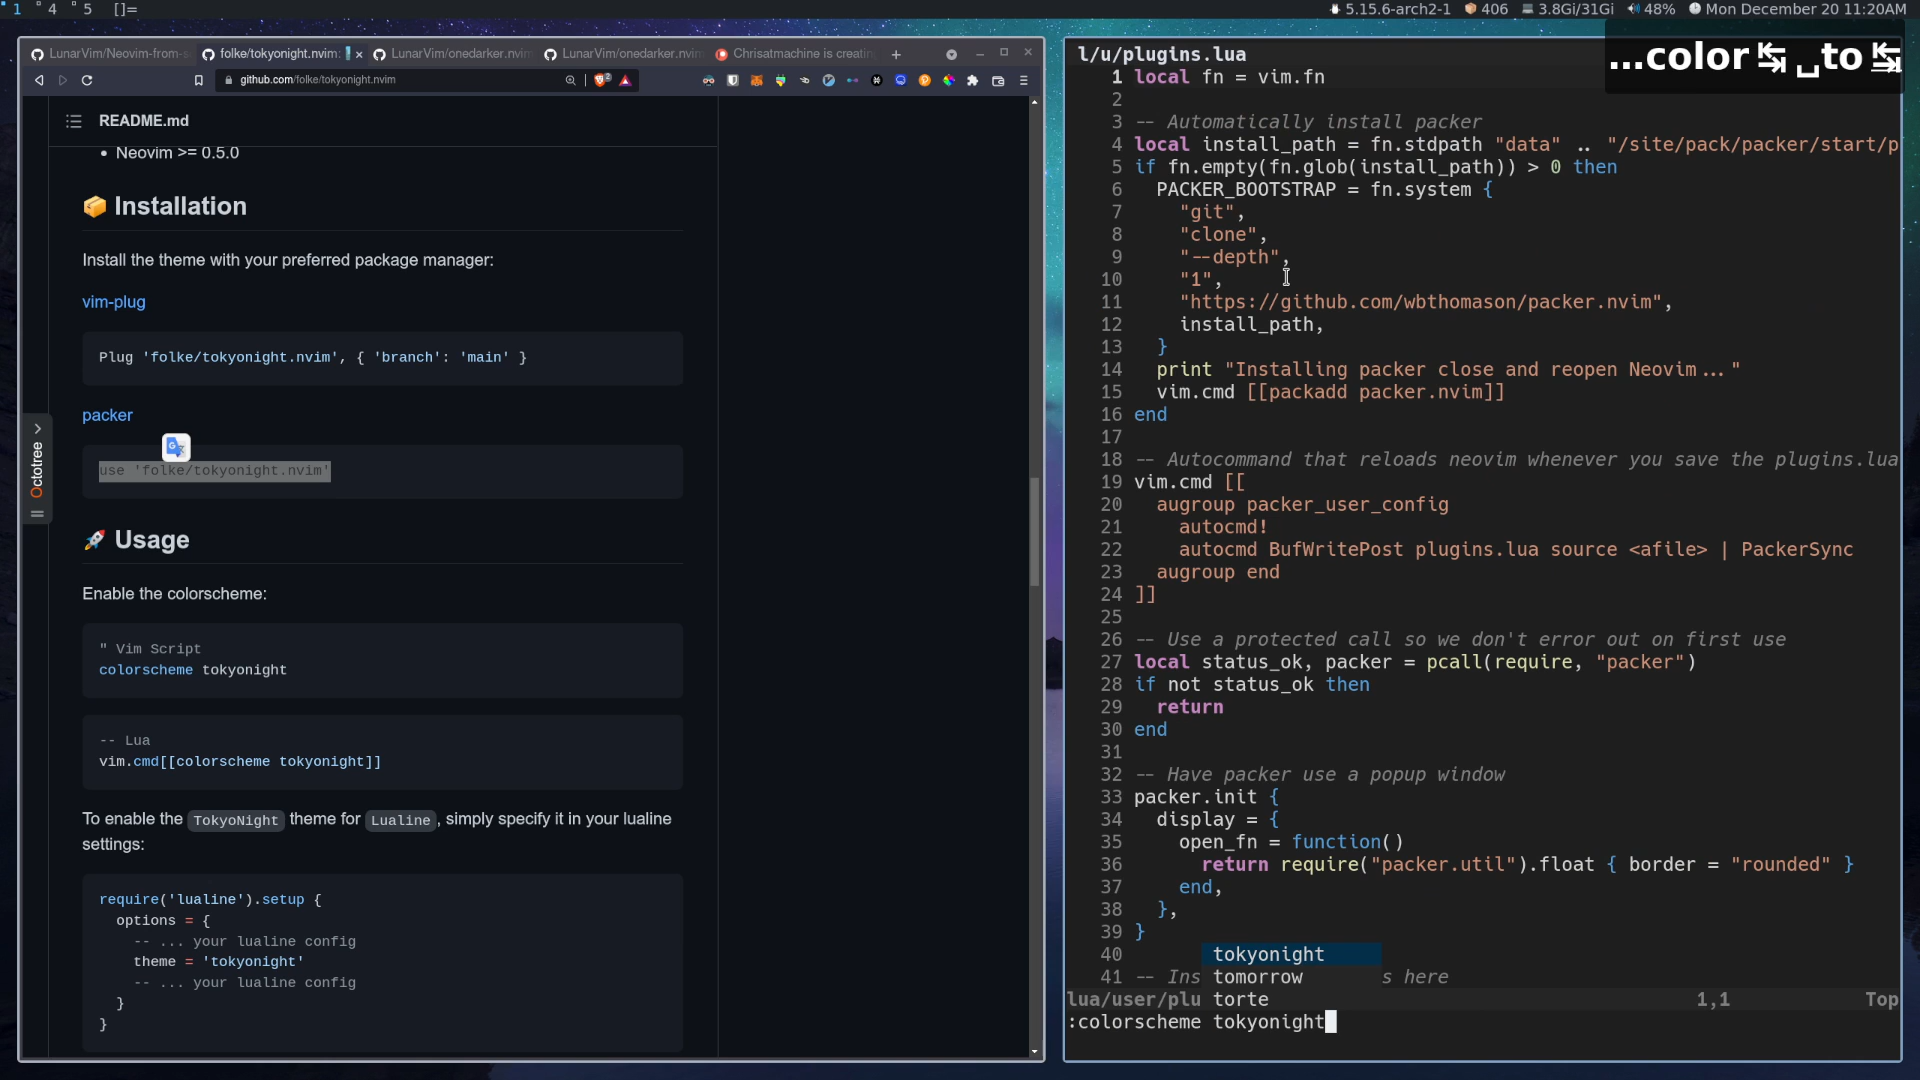 1 4 5 []=
5.15.6-arch2-1 406 3.8Gi/31Gi 48% Mon December 20 11:20AM
LunarVim/Neovim-from-s folke/tokyonight.nvim: LunarVim/onedarker.nvim LunarVim/onedarker.nvim Chrisatmachine is creatin
github.com/folke/tokyonight.nvim
README.md
• Neovim >= 0.5.0
Installation
Install the theme with your preferred package manager:
vim-plug
Plug 'folke/tokyonight.nvim', { 'branch': 'main' }
packer
use 'folke/tokyonight.nvim'
Octotree
Usage
Enable the colorscheme:
" Vim Script
colorscheme tokyonight
-- Lua
vim.cmd[[colorscheme tokyonight]]
To enable the TokyoNight theme for Lualine, simply specify it in your lualine
settings:
require('lualine').setup {
options = {
-- ... your lualine config
theme = 'tokyonight'
-- ... your lualine config
}
}
l/u/plugins.lua
...color↹ ␣to ↹
1 local fn = vim.fn
2
3 -- Automatically install packer
4 local install_path = fn.stdpath "data" .. "/site/pack/packer/start/p
5 if fn.empty(fn.glob(install_path)) > 0 then
6 PACKER_BOOTSTRAP = fn.system {
7 "git",
8 "clone",
9 "--depth",
10 "1",
11 "https://github.com/wbthomason/packer.nvim",
12 install_path,
13 }
14 print "Installing packer close and reopen Neovim..."
15 vim.cmd [[packadd packer.nvim]]
16 end
17
18 -- Autocommand that reloads neovim whenever you save the plugins.lua
19 vim.cmd [[
20 augroup packer_user_config
21 autocmd!
22 autocmd BufWritePost plugins.lua source <afile> | PackerSync
23 augroup end
24 ]]
25
26 -- Use a protected call so we don't error out on first use
27 local status_ok, packer = pcall(require, "packer")
28 if not status_ok then
29 return
30 end
31
32 -- Have packer use a popup window
33 packer.init {
34 display = {
35 open_fn = function()
36 return require("packer.util").float { border = "rounded" }
37 end,
38 },
39 }
40 tokyonight
41 -- Ins tomorrow s here
lua/user/plu torte 1,1 Top
:colorscheme tokyonight